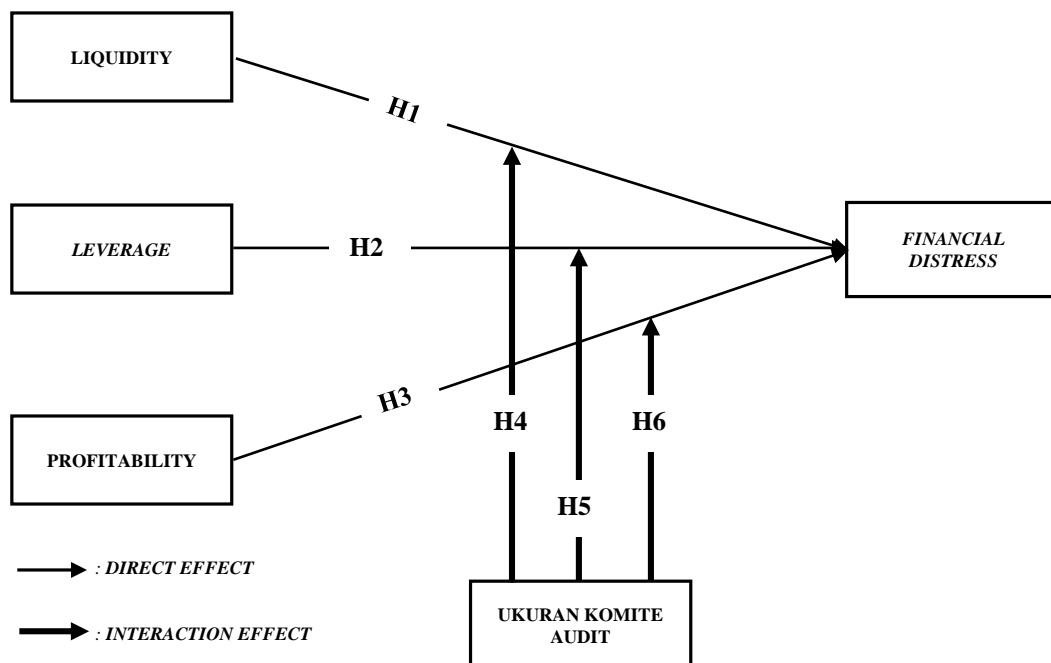 LIQUIDITY
H1
LEVERAGE
H2
FINANCIAL
DISTRESS
H3
H4
H6
PROFITABILITY
H5
: DIRECT EFFECT
UKURAN KOMITE
AUDIT
: INTERACTION EFFECT